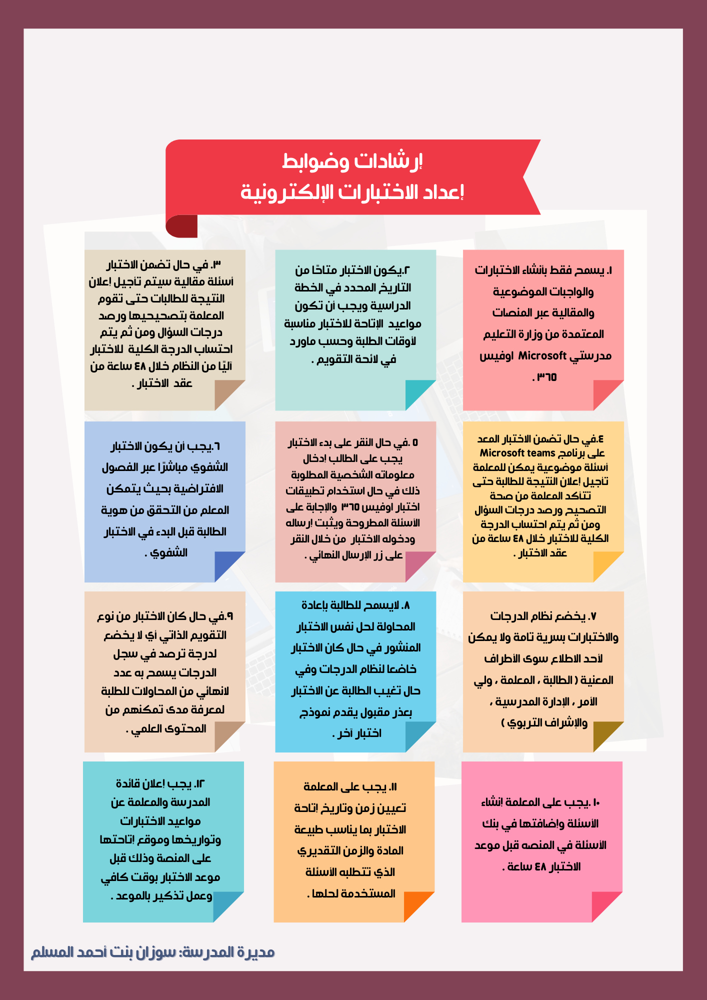 إرشادات وضوابط
إعداد الاختبارات الإلكترونية
١. يسمح فقط بأنشاء الاختبارات
والواجبات الموضوعية
والمقالية عبر المنصات
المعتمدة من وزارة التعليم
مدرستي Microsoft اوفيس
٣٦٥ .
٢.يكون الاختبار متاحًا من
التاريخ المحدد في الخطة
الدراسية ويجب أن تكون
مواعيد الإتاحة للاختبار مناسبة
لأوقات الطلبة وحسب ماورد
في لائحة التقويم .
٣. في حال تضمن الاختبار
أسئلة مقالية سيتم تأجيل إعلان
النتيجة للطالبات حتى تقوم
المعلمة بتصحيحيها ورصد
درجات السؤال ومن ثم يتم
احتساب الدرجة الكلية للاختبار
آليًا من النظام خلال ٤٨ ساعة من
عقد الاختبار .
٤.في حال تضمن الاختبار المعد
على برنامج Microsoft teams
أسئلة موضوعية يمكن للمعلمة
تأجيل إعلان النتيجة للطالبة حتى
تتأكد المعلمة من صحة
التصحيح ورصد درجات السؤال
ومن ثم يتم احتساب الدرجة
الكلية للاختبار خلال ٤٨ ساعة من
عقد الاختبار .
٥ .في حال النقر على بدء الاختبار
يجب على الطالب إدخال
معلوماته الشخصية المطلوبة
ذلك في حال استخدام تطبيقات
اختبار اوفيس ٣٦٥ والإجابة على
الأسئلة المطروحة ويثبت إرساله
ودخوله الاختبار من خلال النقر
على زر الإرسال النهائي .
٦.يجب أن يكون الاختبار
الشفوي مباشرًا عبر الفصول
الافتراضية بحيث يتمكن
المعلم من التحقق من هوية
الطالبة قبل البدء في الاختبار
الشفوي .
٧. يخضع نظام الدرجات
والاختبارات بسرية تامة ولا يمكن
لأحد الاطلاع سوى الأطراف
المعنية ( الطالبة ، المعلمة ، ولي
الأمر ، الإدارة المدرسية ،
والإشراف التربوي )
٨. لايسمح للطالبة بإعادة
المحاولة لحل نفس الاختبار
المنشور في حال كان الاختبار
خاضعا لنظام الدرجات وفي
حال تغيب الطالبة عن الاختبار
بعذر مقبول يقدم نموذج
اختبار آخر .
٩.في حال كان الاختبار من نوع
التقويم الذاتي أي لا يخضع
لدرجة ترصد في سجل
الدرجات يسمح به عدد
لانهائي من المحاولات للطلبة
لمعرفة مدى تمكنهم من
المحتوى العلمي .
١٠ .يجب على المعلمة إنشاء
الأسئلة وإضافتها في بنك
الأسئلة في المنصه قبل موعد
الاختبار ٤٨ ساعة .
١١. يجب على المعلمة
تعيين زمن وتاريخ إتاحة
الاختبار بما يناسب طبيعة
المادة والزمن التقديري
الذي تتطلبه الأسئلة
المستخدمة لحلها .
١٢. يجب إعلان قائدة
المدرسة والمعلمة عن
مواعيد الاختبارات
وتواريخها وموقع إتاحتها
على المنصة وذلك قبل
موعد الاختبار بوقت كافي
وعمل تذكير بالموعد .
مديرة المدرسة: سوزان بنت أحمد المسلم